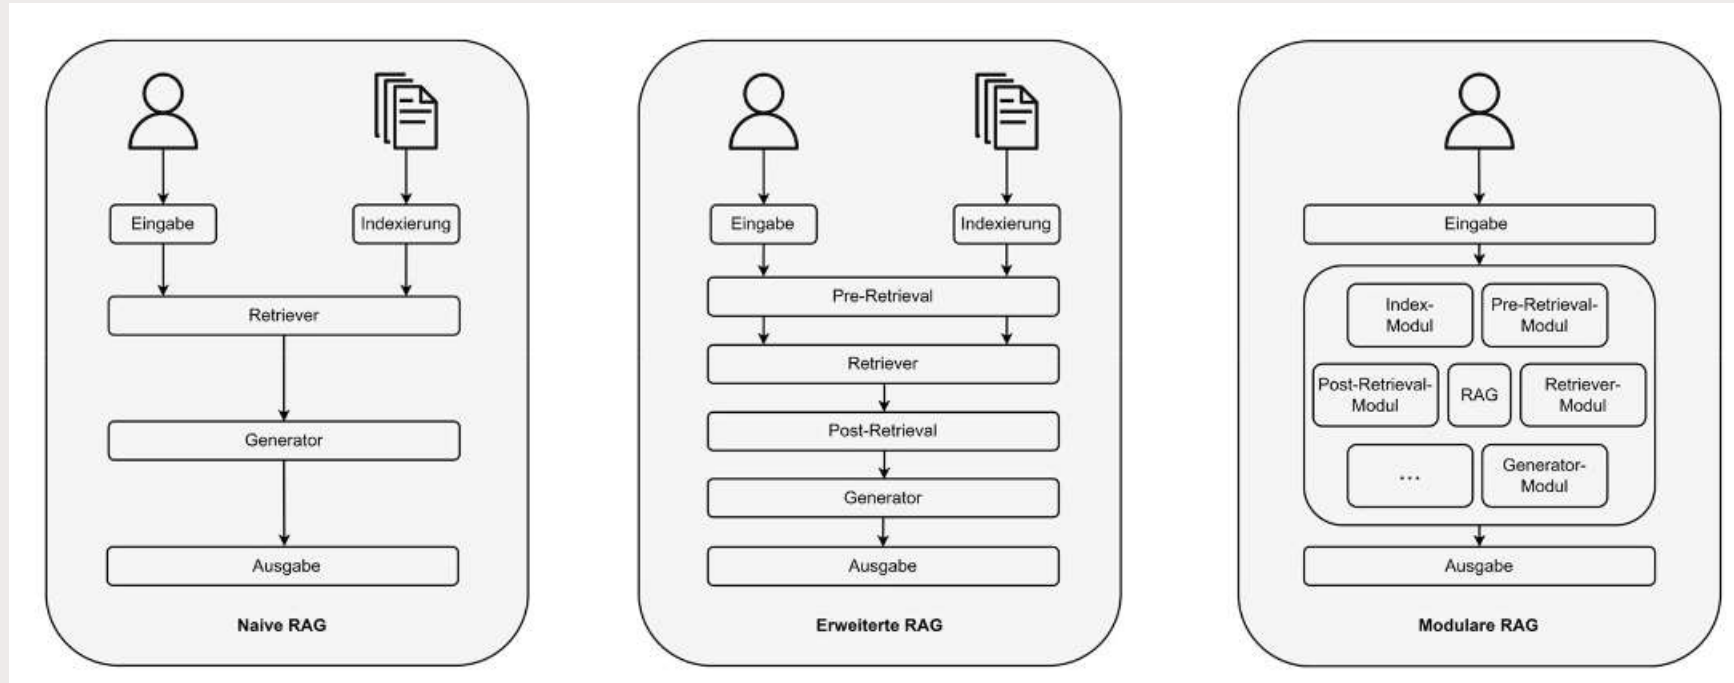 Eingabe
Indexierung
Retriever
Generator
Ausgabe
Naive RAG
Eingabe
Indexierung
Pre-Retrieval
Retriever
Post-Retrieval
Generator
Ausgabe
Erweiterte RAG
Eingabe
Index-
Modul
Pre-Retrieval-
Modul
Post-Retrieval-
Modul
RAG
Retriever-
Modul
...
Generator-
Modul
Ausgabe
Modulare RAG